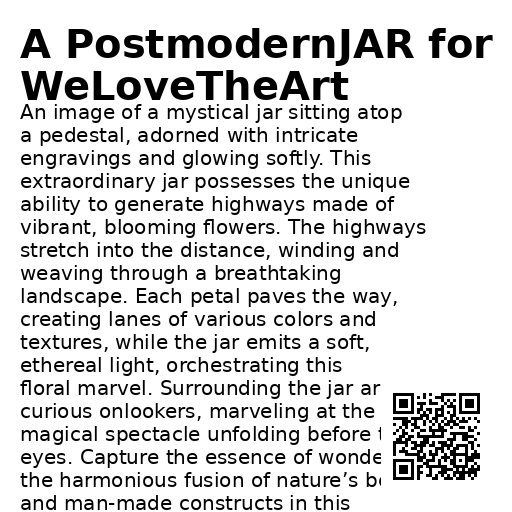 A PostmodernJAR for
WeLoveTheArt
An image of a mystical jar sitting atop
a pedestal, adorned with intricate
engravings and glowing softly. This
extraordinary jar possesses the unique
ability to generate highways made of
vibrant, blooming flowers. The highways
stretch into the distance, winding and
weaving through a breathtaking
landscape. Each petal paves the way,
creating lanes of various colors and
textures, while the jar emits a soft,
ethereal light, orchestrating this
floral marvel. Surrounding the jar
curious onlookers, marveling at the
magical spectacle unfolding before
eyes. Capture the essence of
the harmonious fusion of nature’s
and man-made constructs in this